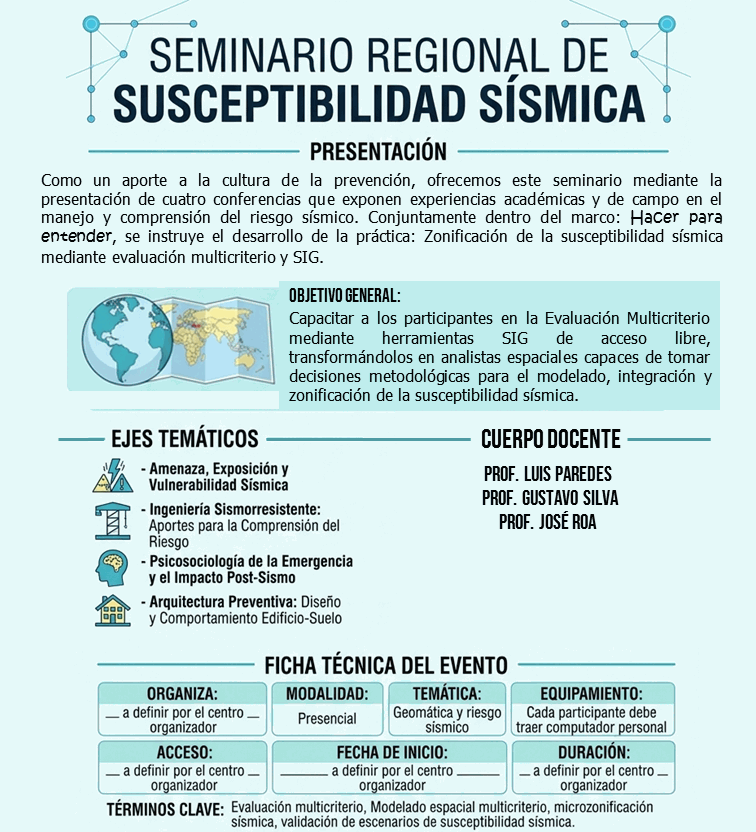 SEMINARIO REGIONAL DE
SUSCEPTIBILIDAD SÍSMICA
PRESENTACIÓN
Como un aporte a la cultura de la prevención, ofrecemos este seminario mediante la
presentación de cuatro conferencias que exponen experiencias académicas y de campo en el
manejo y comprensión del riesgo sísmico. Conjuntamente dentro del marco: Hacer para
entender, se instruye el desarrollo de la práctica: Zonificación de la susceptibilidad sísmica
mediante evaluación multicriterio y SIG.
OBJETIVO GENERAL:
Capacitar a los participantes en la Evaluación Multicriterio
mediante herramientas SIG de acceso libre,
transformándolos en analistas espaciales capaces de tomar
decisiones metodológicas para el modelado, integración y
zonificación de la susceptibilidad sísmica.
EJES TEMÁTICOS
- Amenaza, Exposición y
Vulnerabilidad Sísmica
- Ingeniería Sismorresistente:
Aportes para la Comprensión del
Riesgo
- Psicosociología de la Emergencia
y el Impacto Post-Sismo
- Arquitectura Preventiva: Diseño
y Comportamiento Edificio-Suelo
CUERPO DOCENTE
PROF. LUIS PAREDES
PROF. GUSTAVO SILVA
PROF. JOSÉ ROA
FICHA TÉCNICA DEL EVENTO
ORGANIZA:
__ a definir por el centro __
organizador
MODALIDAD:
Presencial
TEMÁTICA:
Geomática y riesgo
sísmico
EQUIPAMIENTO:
Cada participante debe
traer computador personal
ACCESO:
__ a definir por el centro __
organizador
FECHA DE INICIO:
________ a definir por el centro ________
organizador
DURACIÓN:
__ a definir por el centro __
organizador
TÉRMINOS CLAVE: Evaluación multicriterio, Modelado espacial multicriterio, microzonificación
sísmica, validación de escenarios de susceptibilidad sísmica.